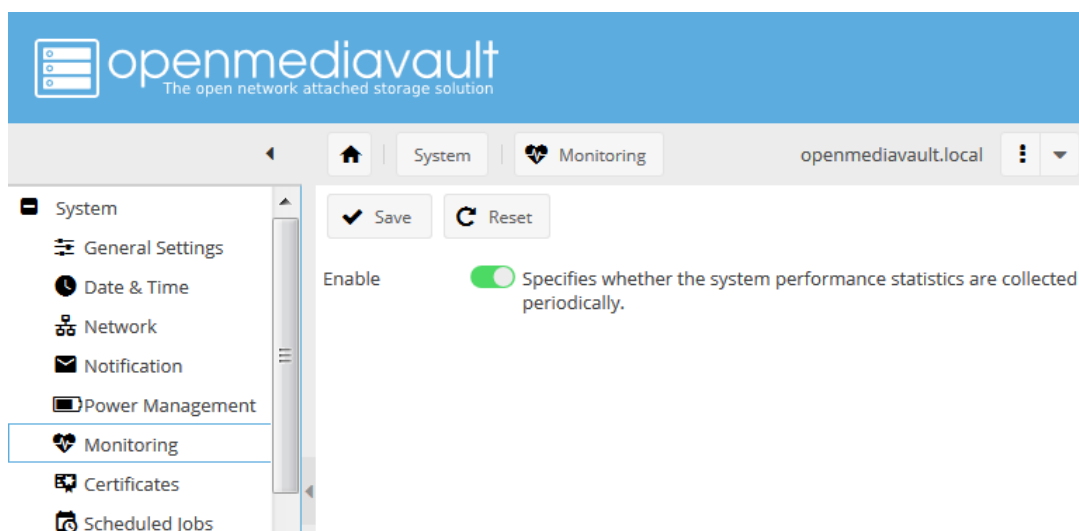 openmediavault
The open network attached storage solution
System
Monitoring
openmediavault.local
System
General Settings
Date & Time
Network
Notification
Power Management
Monitoring
Certificates
Scheduled Jobs
Save
Reset
Enable
Specifies whether the system performance statistics are collected
periodically.